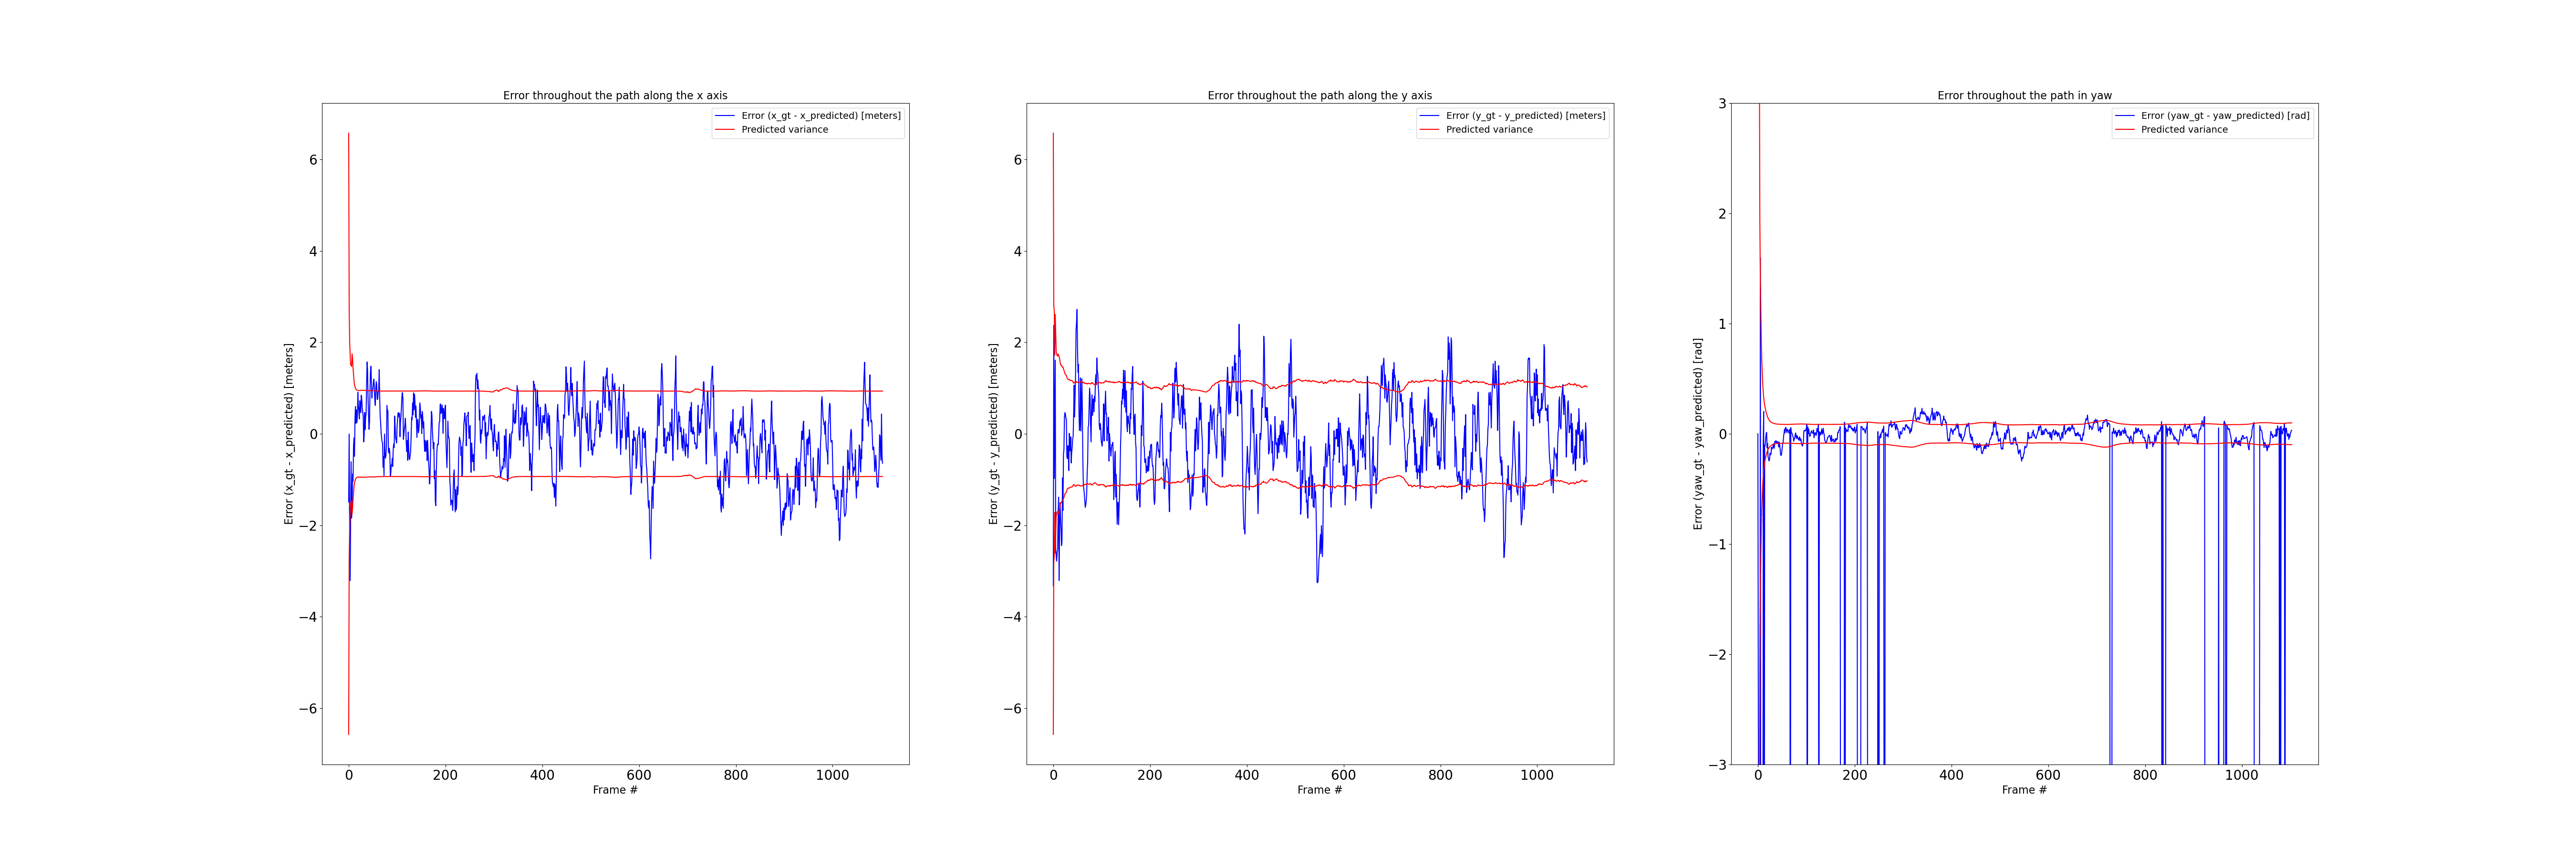 Error throughout the path along the x axis
Error (x_gt - x_predicted) [meters]
Predicted variance
Error (x_gt - x_predicted) [meters]
6
4
2
0
−2
−4
−6
0 200 400 600 800 1000
Frame #
Error throughout the path along the y axis
Error (y_gt - y_predicted) [meters]
Predicted variance
Error (y_gt - y_predicted) [meters]
6
4
2
0
−2
−4
−6
0 200 400 600 800 1000
Frame #
Error throughout the path in yaw
Error (yaw_gt - yaw_predicted) [rad]
Predicted variance
Error (yaw_gt - yaw_predicted) [rad]
3
2
1
0
−1
−2
−3
0 200 400 600 800 1000
Frame #